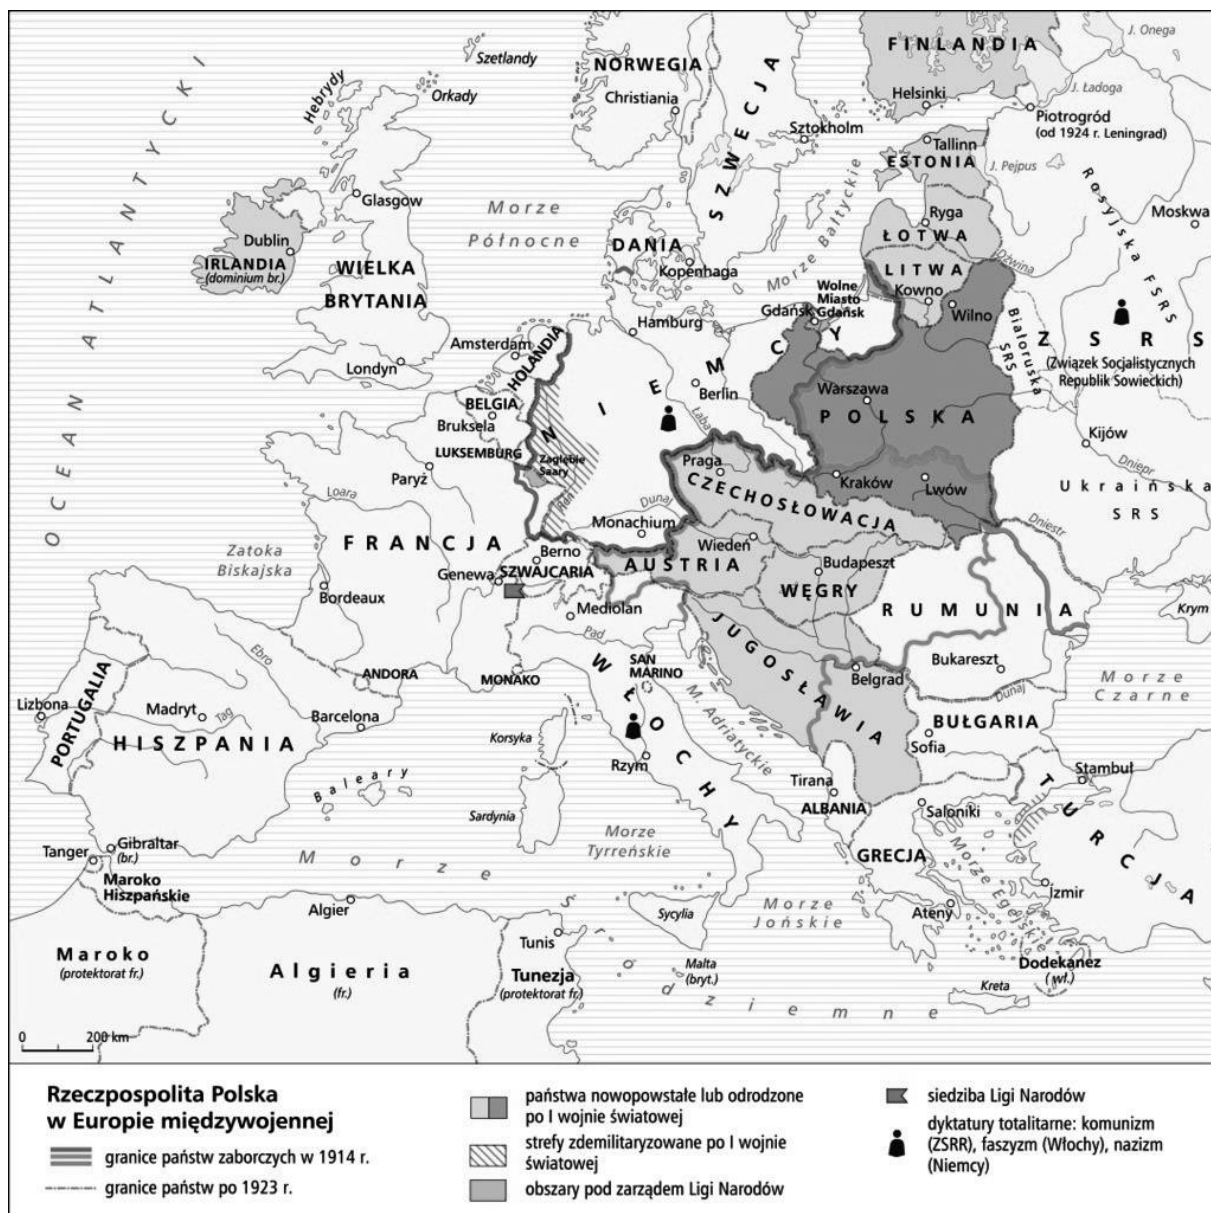 FINLANDIA
J. Onega
J. Ładoga
Helsinki
Piotrogród
(od 1924 r. Leningrad)
NORWEGIA
Christiania
SZWECJA
Sztokholm
Szetlandy
Orkady
Hebrydy
OCEAN ATLANTYCKI
Tallinn
ESTONIA
J. Pejpus
Rosyjska FSRS
Moskwa
Glasgow
Morze
Północne
Morze Bałtyckie
Ryga
ŁOTWA
Dźwina
Dublin
IRLANDIA
(dominium br.)
WIELKA
BRYTANIA
DANIA
Kopenhaga
LITWA
Kowno
Wilno
Wolne
Miasto
Gdańsk
Gdańsk
Hamburg
Białoruska
SRS
ZSRS
(Związek Socjalistycznych
Republik Sowieckich)
Amsterdam
HOLANDIA
Londyn
NIEMCY
Berlin
Łaba
Warszawa
POLSKA
BELGIA
Bruksela
LUKSEMBURG
Zagłębie
Saary
Ren
Paryż
Loara
Praga
CZECHOSŁOWACJA
Kraków
Lwów
Kijów
Dniepr
Ukraińska
SRS
Dniestr
Dunaj
Monachium
FRANCJA
Zatoka
Biskajska
Bordeaux
Berno
SZWAJCARIA
Genewa
Wiedeń
AUSTRIA
Budapeszt
WĘGRY
RUMUNIA
Krym
Mediolan
Pad
JUGOSŁAWIA
Belgrad
Bukareszt
Dunaj
Morze
Czarne
ANDORA
MONAKO
SAN
MARINO
WŁOCHY
M. Adriatyckie
BUŁGARIA
Sofia
Ebro
PORTUGALIA
Lizbona
Madryt
Tag
Barcelona
HISZPANIA
Baleary
Korsyka
Rzym
Sardynia
Tirana
ALBANIA
Saloniki
Stambuł
TURCJA
Morze
Tyrreńskie
GRECJA
Morze Egejskie
Izmir
Ateny
Gibraltar
(br.)
Tanger
Maroko
Hiszpańskie
Morze Śródziemne
Algier
Sycylia
Morze
Jońskie
Tunis
Maroko
(protektorat fr.)
Algieria
(fr.)
Tunezja
(protektorat fr.)
Malta
(bryt.)
Dodekanez
(wł.)
Kreta
0 200 km
Rzeczpospolita Polska
w Europie międzywojennej
granice państw zaborczych w 1914 r.
granice państw po 1923 r.
państwa nowopowstałe lub odrodzone
po I wojnie światowej
strefy zdemilitaryzowane po I wojnie
światowej
obszary pod zarządem Ligi Narodów
siedziba Ligi Narodów
dyktatury totalitarne: komunizm
(ZSRR), faszyzm (Włochy), nazizm
(Niemcy)